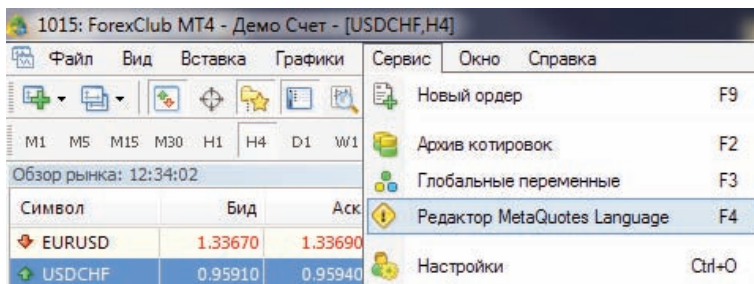 1015: ForexClub MT4 - Демо Счет - [USDCHF,H4]
Файл Вид Вставка Графики Сервис Окно Справка
Новый ордер F9
M1 M5 M15 M30 H1 H4 D1 W1
Архив котировок F2
Обзор рынка: 12:34:02
Глобальные переменные F3
Символ Бид Аск
Редактор MetaQuotes Language F4
EURUSD 1.33670 1.33690
USDCHF 0.95910 0.95940
Настройки Ctrl+O